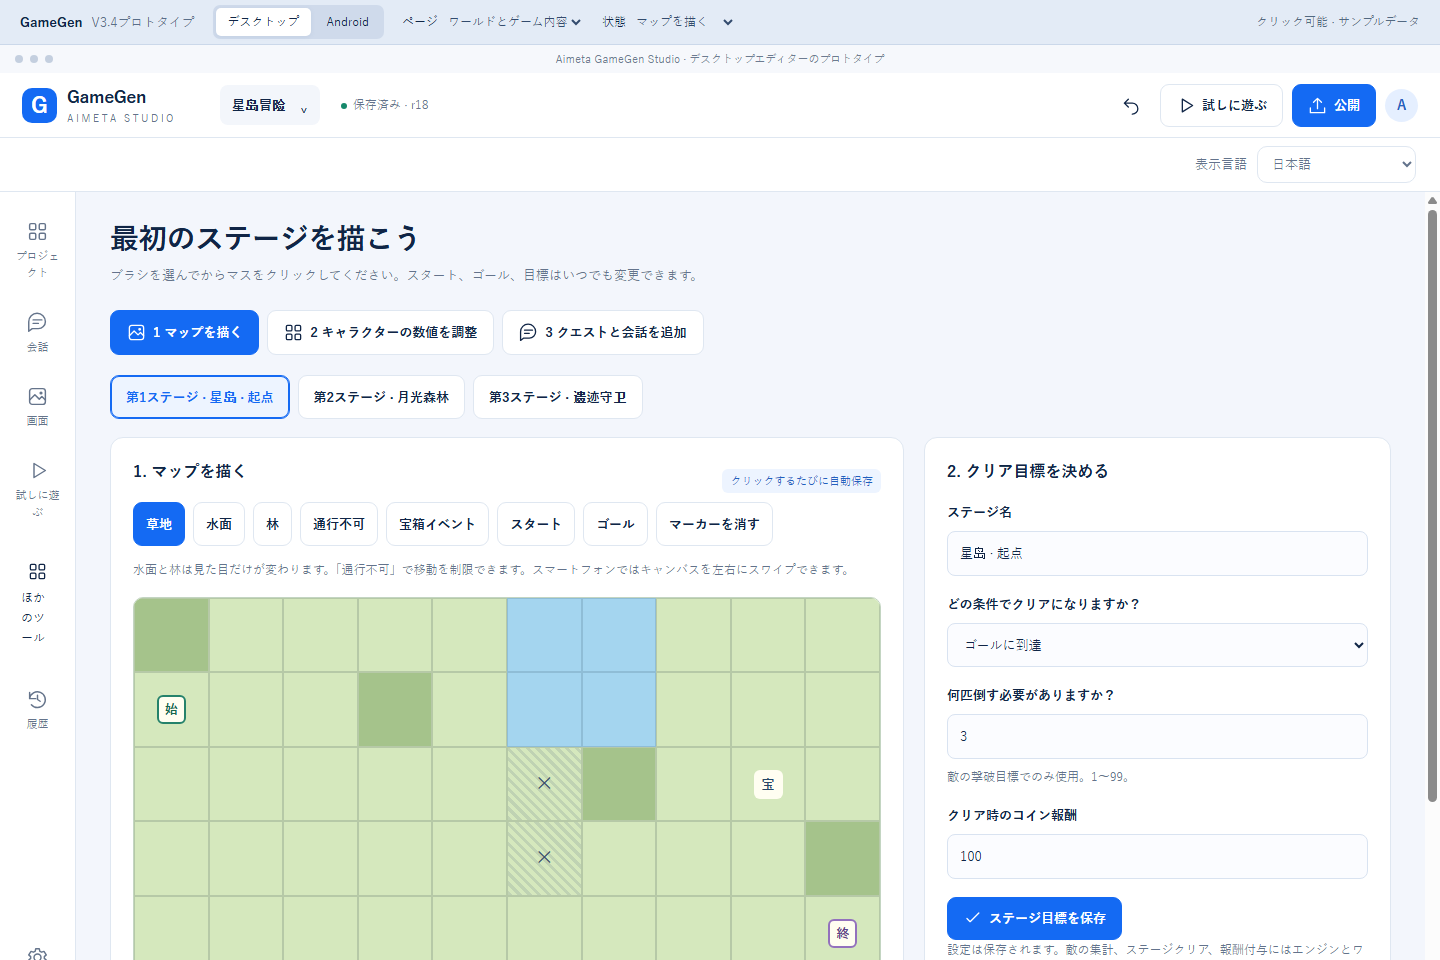 GameGen V3.4プロトタイプ デスクトップ Android ページ ワールドとゲーム内容 状態 マップを描く クリック可能 · サンプルデータ
Aimeta GameGen Studio · デスクトップエディターのプロトタイプ
G GameGen
AIMETA STUDIO
星岛冒险
保存済み · r18
試しに遊ぶ
公開
A
表示言語 日本語
プロジェ
クト
会話
画面
試しに遊
ぶ
ほか
のツ
ール
履歴
最初のステージを描こう
ブラシを選んでからマスをクリックしてください。スタート、ゴール、目標はいつでも変更できます。
1 マップを描く 2 キャラクターの数値を調整 3 クエストと会話を追加
第1ステージ · 星岛 · 起点 第2ステージ · 月光森林 第3ステージ · 遗迹守卫
1. マップを描く
クリックするたびに自動保存
草地 水面 林 通行不可 宝箱イベント スタート ゴール マーカーを消す
水面と林は見た目だけが変わります。「通行不可」で移動を制限できます。スマートフォンではキャンバスを左右にスワイプできます。
始
宝
終
2. クリア目標を決める
ステージ名
星岛 · 起点
どの条件でクリアになりますか？
ゴールに到達
何匹倒す必要がありますか？
3
敵の撃破目標でのみ使用。1〜99。
クリア時のコイン報酬
100
ステージ目標を保存
設定は保存されます。敵の集計、ステージクリア、報酬付与にはエンジンとワ